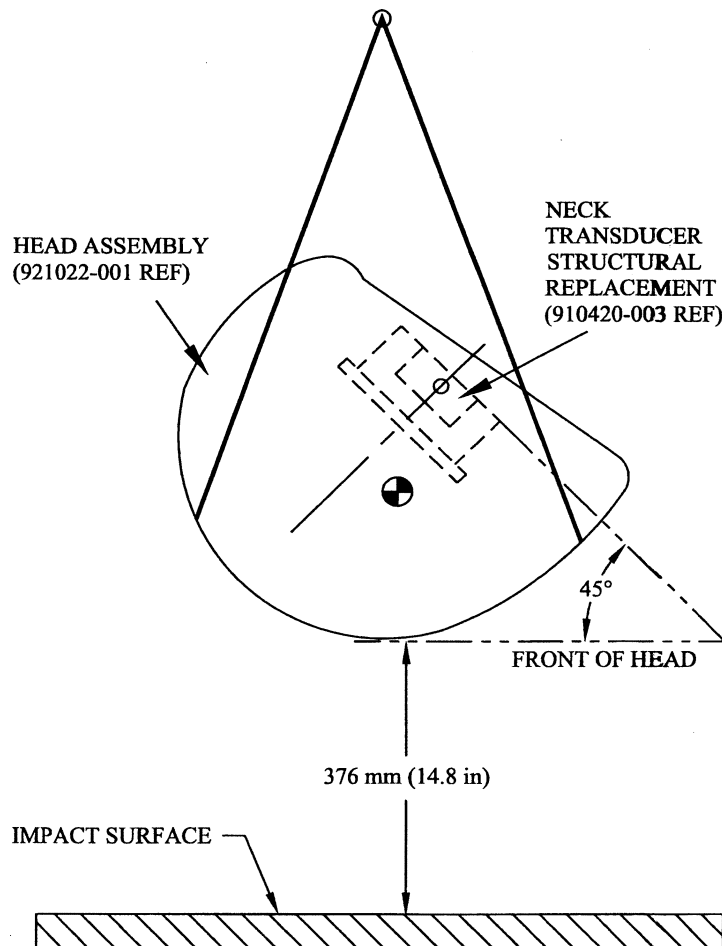 NECK
TRANSDUCER
STRUCTURAL
REPLACEMENT
(910420-003 REF)
HEAD ASSEMBLY
(921022-001 REF)
45°
FRONT OF HEAD
376 mm (14.8 in)
IMPACT SURFACE